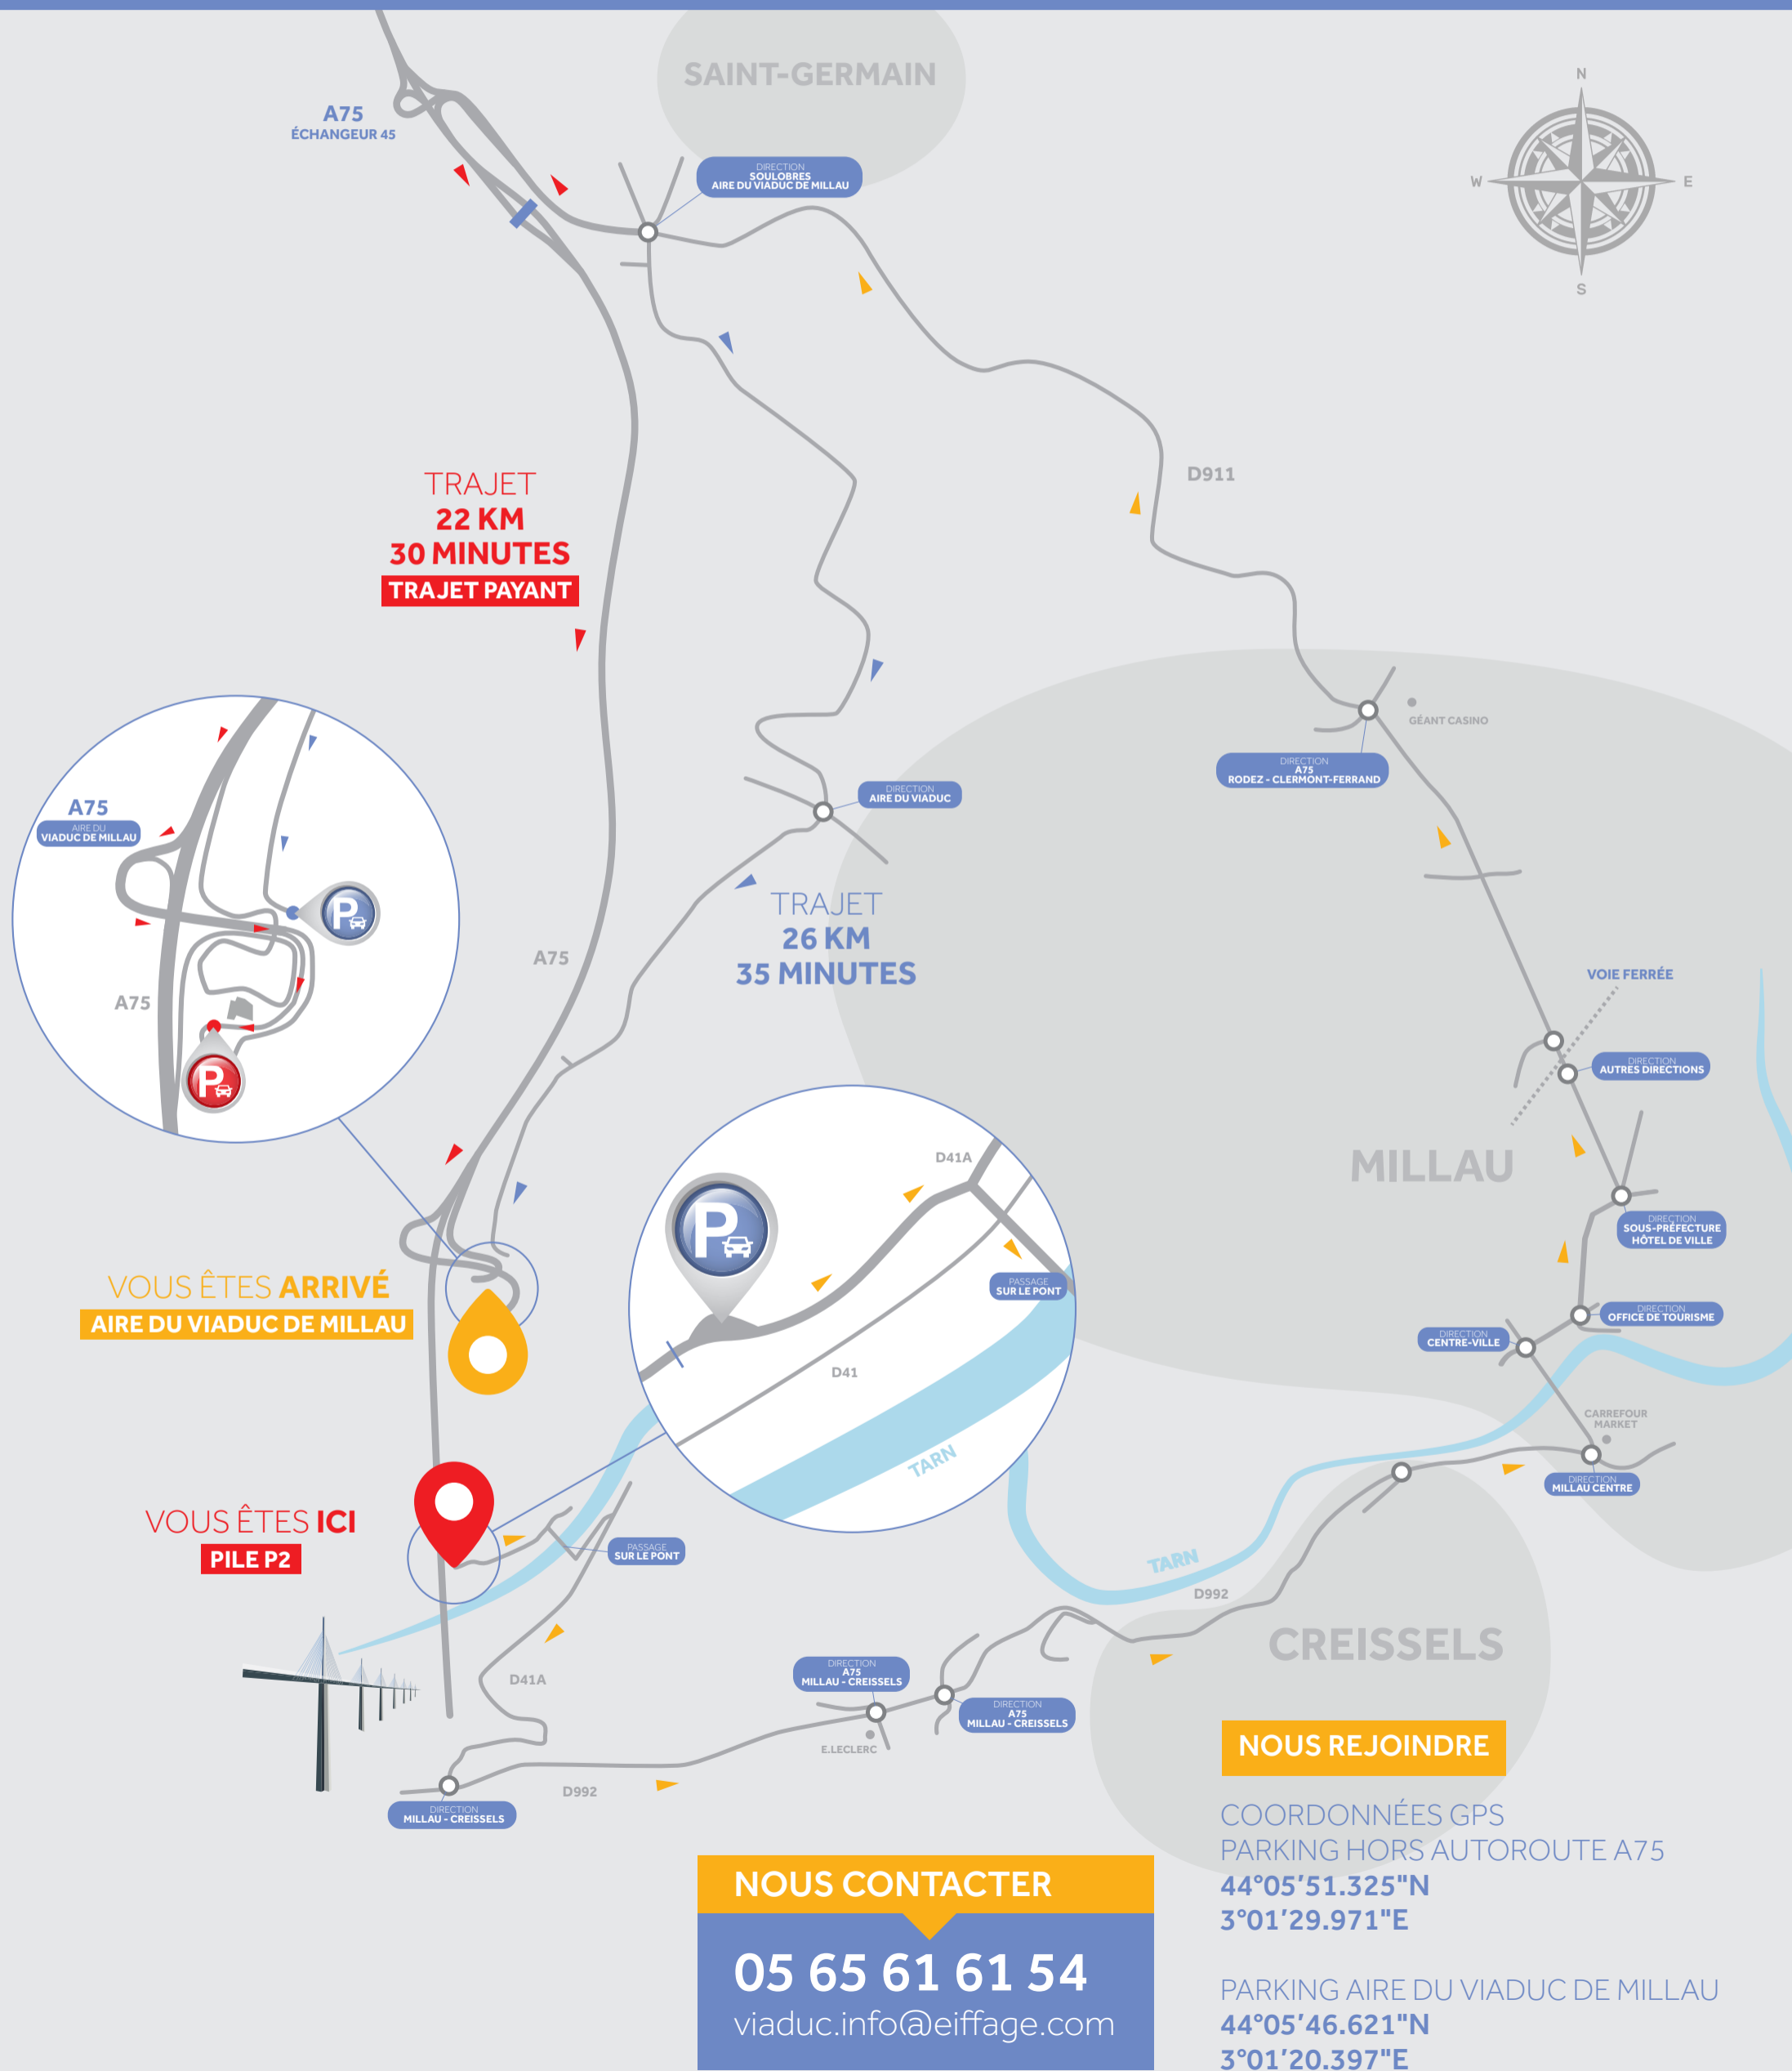 SAINT-GERMAIN
N
W
E
S
A75
ÉCHANGEUR 45
DIRECTION
SOULOBRES
AIRE DU VIADUC DE MILLAU
D911
TRAJET
22 KM
30 MINUTES
TRAJET PAYANT
GÉANT CASINO
DIRECTION
A75
RODEZ - CLERMONT-FERRAND
DIRECTION
AIRE DU VIADUC
A75
AIRE DU
VIADUC DE MILLAU
P
A75
P
TRAJET
26 KM
35 MINUTES
A75
VOIE FERRÉE
DIRECTION
AUTRES DIRECTIONS
MILLAU
DIRECTION
SOUS-PRÉFECTURE
HÔTEL DE VILLE
DIRECTION
OFFICE DE TOURISME
DIRECTION
CENTRE-VILLE
D41A
P
PASSAGE
SUR LE PONT
D41
TARN
VOUS ÊTES ARRIVÉ
AIRE DU VIADUC DE MILLAU
CARREFOUR
MARKET
DIRECTION
MILLAU CENTRE
VOUS ÊTES ICI
PILE P2
PASSAGE
SUR LE PONT
TARN
D992
CREISSELS
D41A
DIRECTION
A75
MILLAU - CREISSELS
DIRECTION
A75
MILLAU - CREISSELS
E.LECLERC
D992
DIRECTION
MILLAU - CREISSELS
NOUS REJOINDRE
COORDONNÉES GPS
PARKING HORS AUTOROUTE A75
44°05'51.325"N
3°01'29.971"E
PARKING AIRE DU VIADUC DE MILLAU
44°05'46.621"N
3°01'20.397"E
NOUS CONTACTER
05 65 61 61 54
viaduc.info@eiffage.com